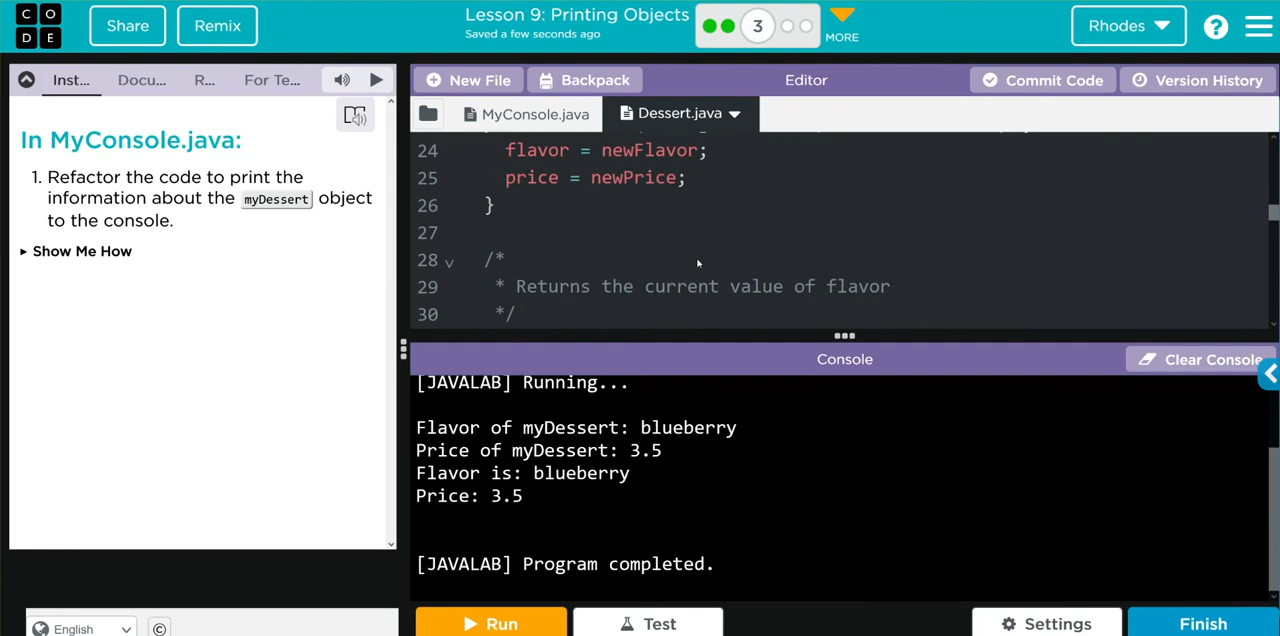 C O
D E
Share
Remix
Lesson 9: Printing Objects
Saved a few seconds ago
3
MORE
Rhodes
?
Inst...
Docu...
R...
For Te...
New File
Backpack
Editor
Commit Code
Version History
MyConsole.java
Dessert.java
In MyConsole.java:
1. Refactor the code to print the
information about the myDessert object
to the console.
Show Me How
24 flavor = newFlavor;
25 price = newPrice;
26 }
27
28 /*
29 * Returns the current value of flavor
30 */
Console
Clear Console
[JAVALAB] Running...
Flavor of myDessert: blueberry
Price of myDessert: 3.5
Flavor is: blueberry
Price: 3.5
[JAVALAB] Program completed.
English
©
Run
Test
Settings
Finish